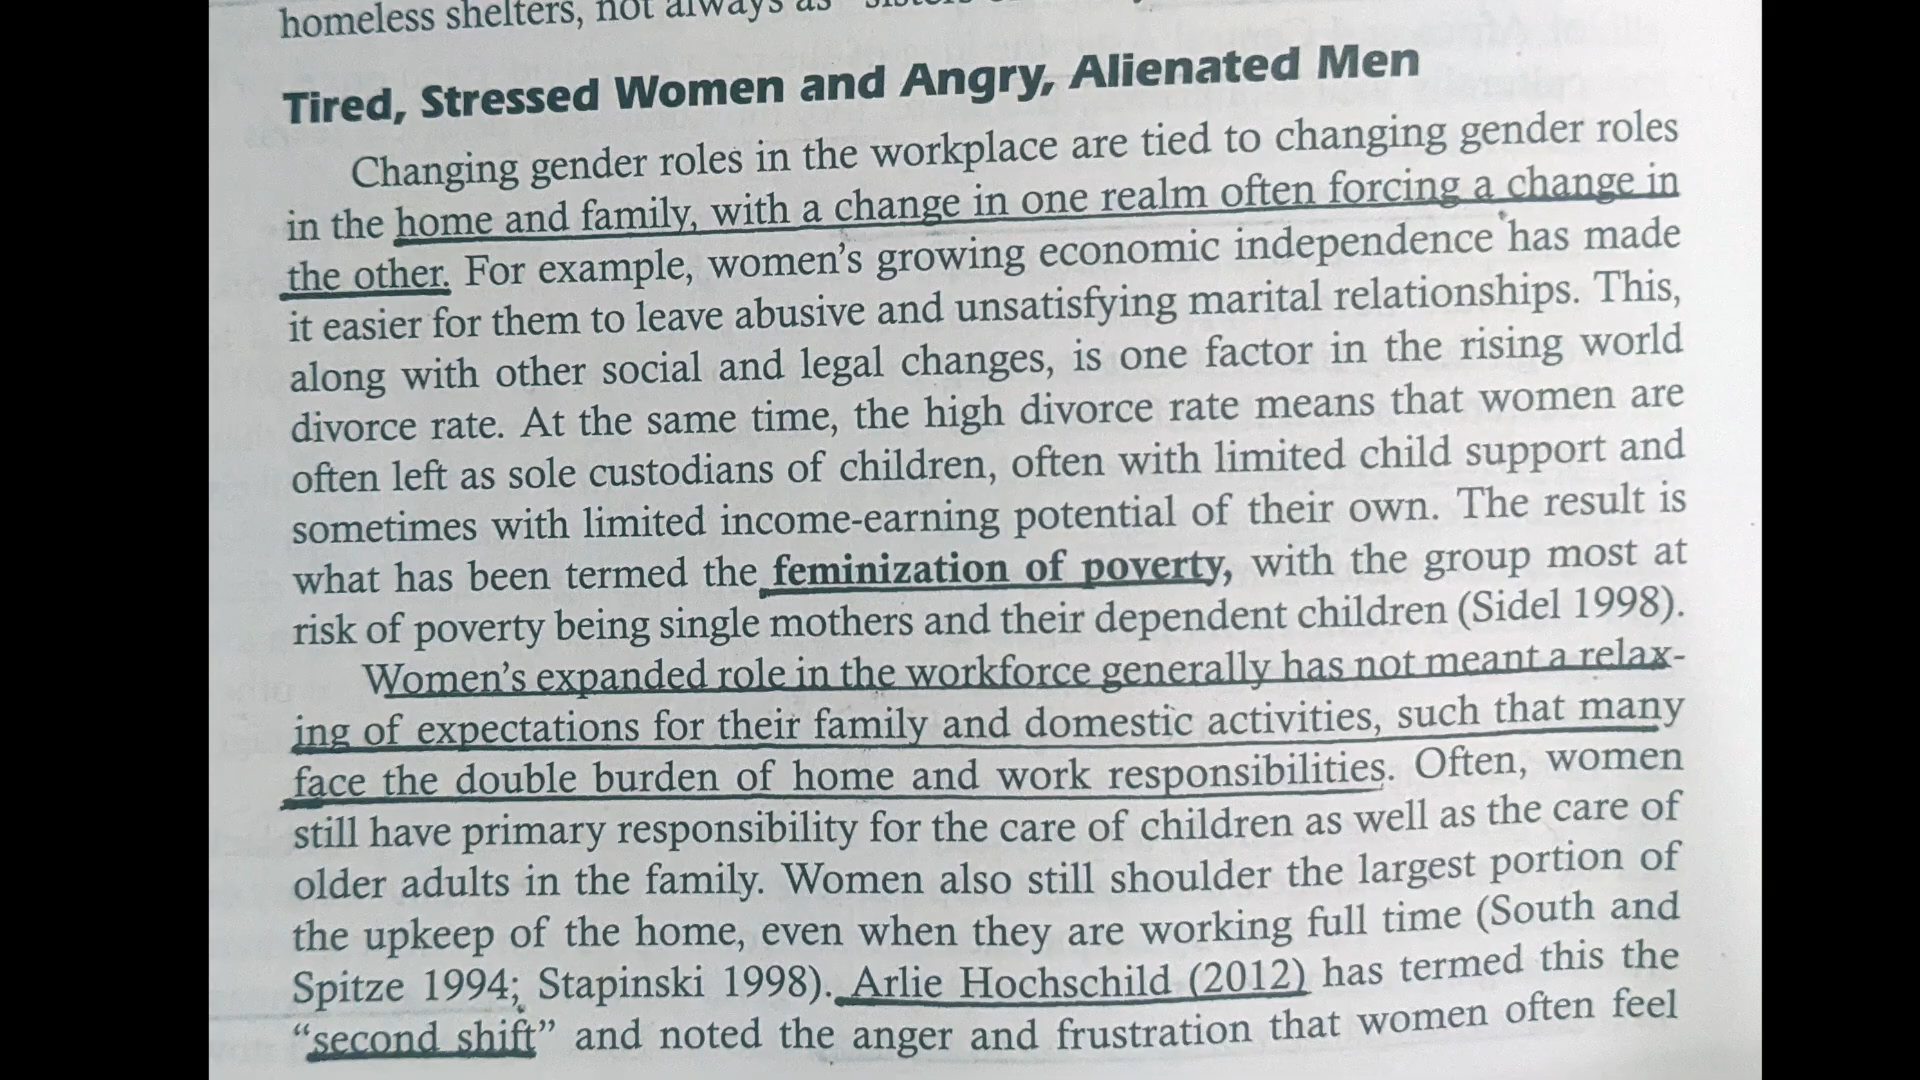 homeless shelters, not always as
Tired, Stressed Women and Angry, Alienated Men
Changing gender roles in the workplace are tied to changing gender roles
in the home and family, with a change in one realm often forcing a change in
the other. For example, women’s growing economic independence has made
it easier for them to leave abusive and unsatisfying marital relationships. This,
along with other social and legal changes, is one factor in the rising world
divorce rate. At the same time, the high divorce rate means that women are
often left as sole custodians of children, often with limited child support and
sometimes with limited income-earning potential of their own. The result is
what has been termed the feminization of poverty, with the group most at
risk of poverty being single mothers and their dependent children (Sidel 1998).
Women’s expanded role in the workforce generally has not meant a relax-
ing of expectations for their family and domestic activities, such that many
face the double burden of home and work responsibilities. Often, women
still have primary responsibility for the care of children as well as the care of
older adults in the family. Women also still shoulder the largest portion of
the upkeep of the home, even when they are working full time (South and
Spitze 1994; Stapinski 1998). Arlie Hochschild (2012) has termed this the
“second shift” and noted the anger and frustration that women often feel